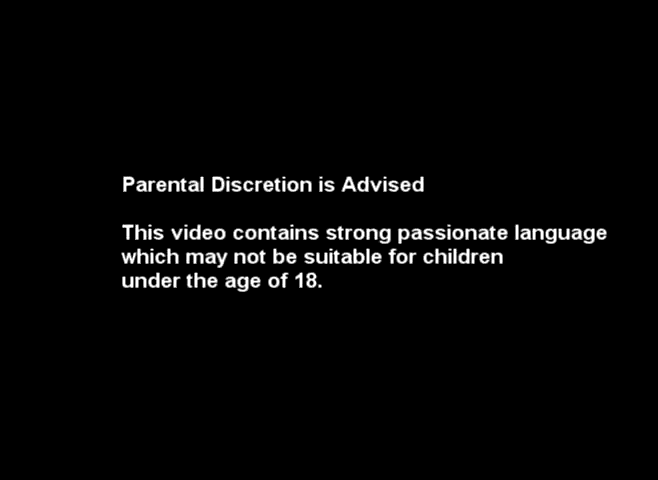 Parental Discretion is Advised
This video contains strong passionate language
which may not be suitable for children
under the age of 18.